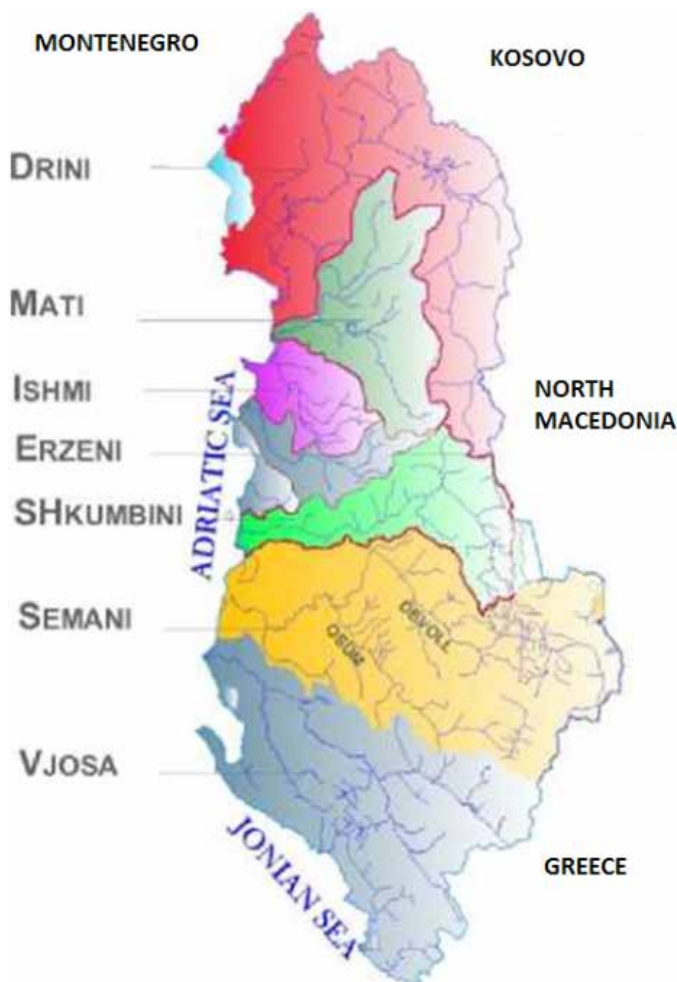 MONTENEGRO
KOSOVO
DRINI
MATI
ISHMI
NORTH
MACEDONIA
ERZENI
SHKUMBINI
ADRIATIC SEA
SEMANI
OSUM
DEVOLL
VJOSA
JONIAN SEA
GREECE